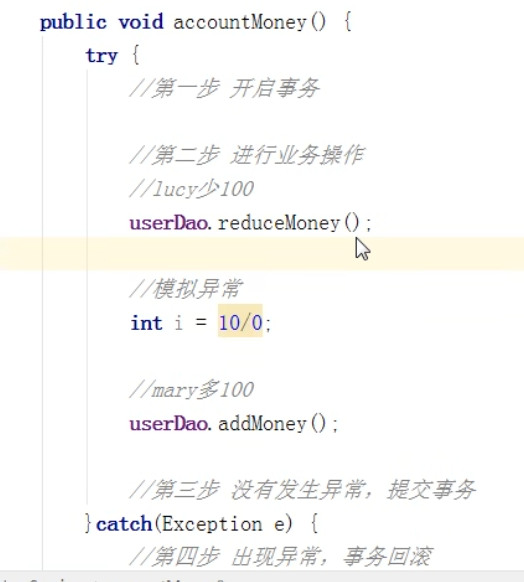 public void accountMoney() {
try {
//第一步 开启事务
//第二步 进行业务操作
//lucy少100
userDao.reduceMoney();
//模拟异常
int i = 10/0;
//mary多100
userDao.addMoney();
//第三步 没有发生异常，提交事务
}catch(Exception e) {
//第四步 出现异常，事务回滚